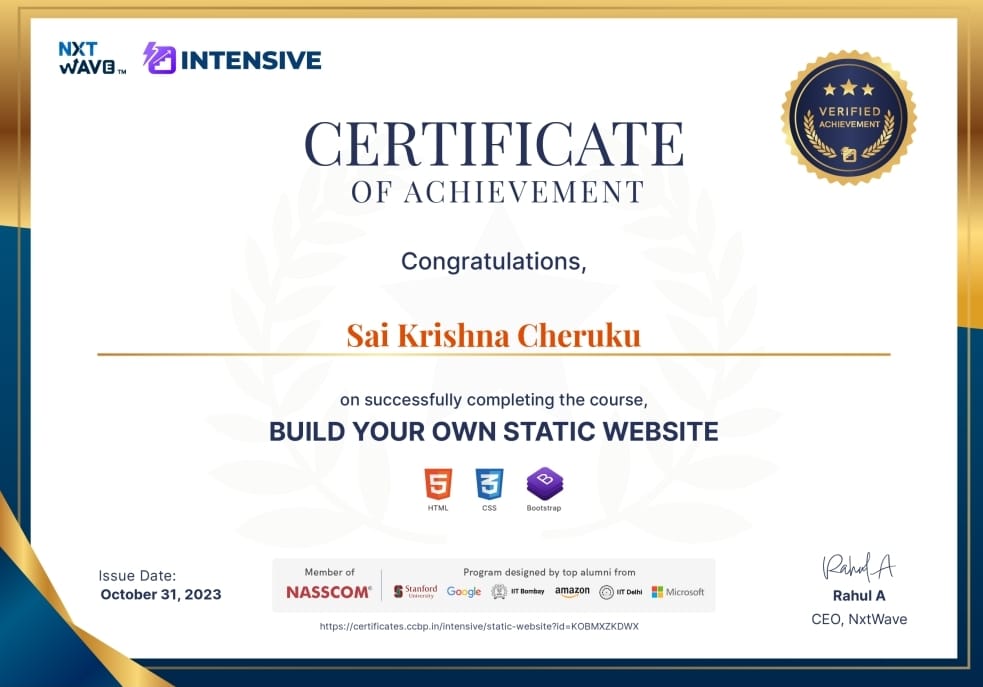 NXT
WAVE TM
INTENSIVE
VERIFIED
ACHIEVEMENT
CERTIFICATE
OF ACHIEVEMENT
Congratulations,
Sai Krishna Cheruku
on successfully completing the course,
BUILD YOUR OWN STATIC WEBSITE
HTML CSS Bootstrap
Issue Date:
October 31, 2023
Member of
NASSCOM®
Program designed by top alumni from
Stanford University Google IIT Bombay amazon IIT Delhi Microsoft
https://certificates.ccbp.in/intensive/static-website?id=KOBMXZKDWX
Rahul A
Rahul A
CEO, NxtWave